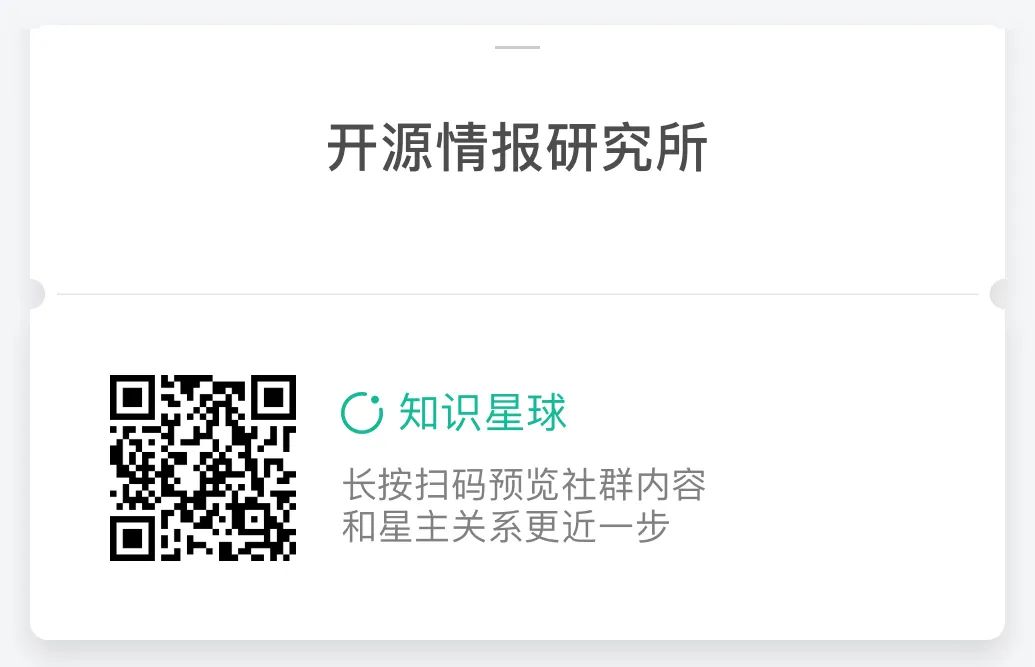 开源情报研究所
知识星球
长按扫码预览社群内容
和星主关系更近一步